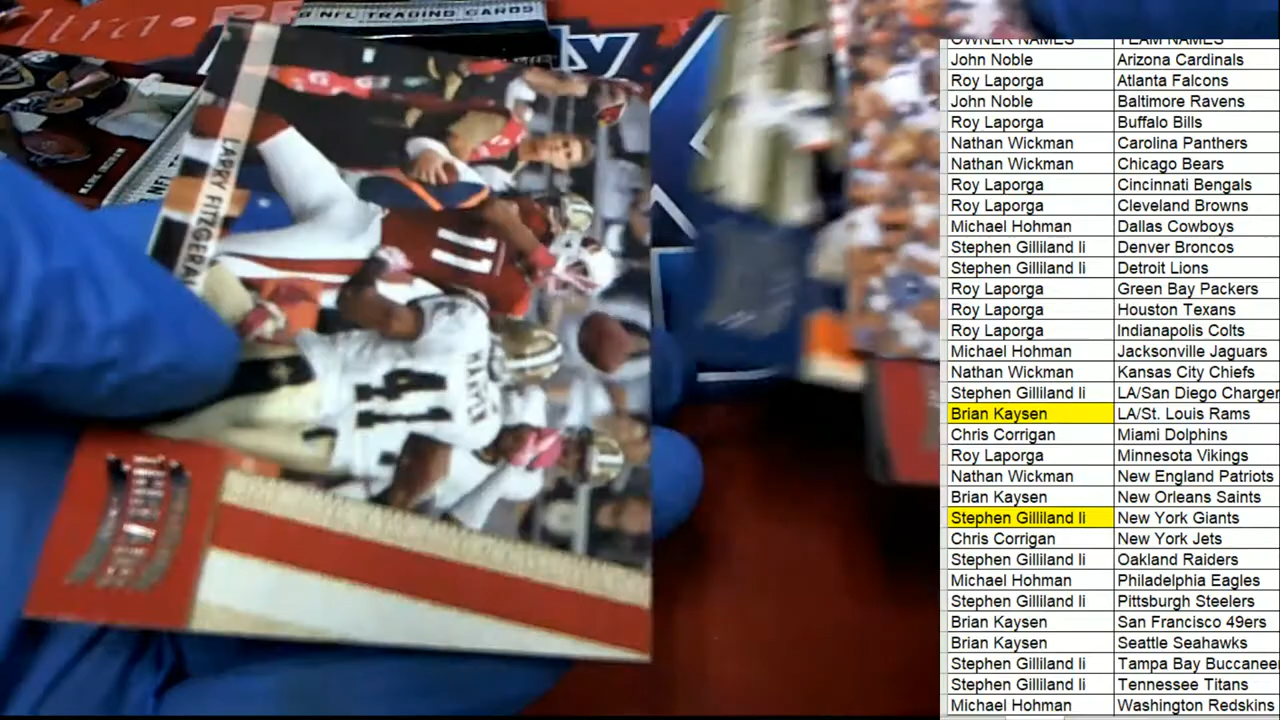 NFL TRADING CARDS
LARRY FITZGERA
11
41
OWNER NAMES TEAM NAMES
John Noble Arizona Cardinals
Roy Laporga Atlanta Falcons
John Noble Baltimore Ravens
Roy Laporga Buffalo Bills
Nathan Wickman Carolina Panthers
Nathan Wickman Chicago Bears
Roy Laporga Cincinnati Bengals
Roy Laporga Cleveland Browns
Michael Hohman Dallas Cowboys
Stephen Gilliland Ii Denver Broncos
Stephen Gilliland Ii Detroit Lions
Roy Laporga Green Bay Packers
Roy Laporga Houston Texans
Roy Laporga Indianapolis Colts
Michael Hohman Jacksonville Jaguars
Nathan Wickman Kansas City Chiefs
Stephen Gilliland Ii LA/San Diego Charger
Brian Kaysen LA/St. Louis Rams
Chris Corrigan Miami Dolphins
Roy Laporga Minnesota Vikings
Nathan Wickman New England Patriots
Brian Kaysen New Orleans Saints
Stephen Gilliland Ii New York Giants
Chris Corrigan New York Jets
Stephen Gilliland Ii Oakland Raiders
Michael Hohman Philadelphia Eagles
Stephen Gilliland Ii Pittsburgh Steelers
Brian Kaysen San Francisco 49ers
Brian Kaysen Seattle Seahawks
Stephen Gilliland Ii Tampa Bay Buccanee
Stephen Gilliland Ii Tennessee Titans
Michael Hohman Washington Redskins